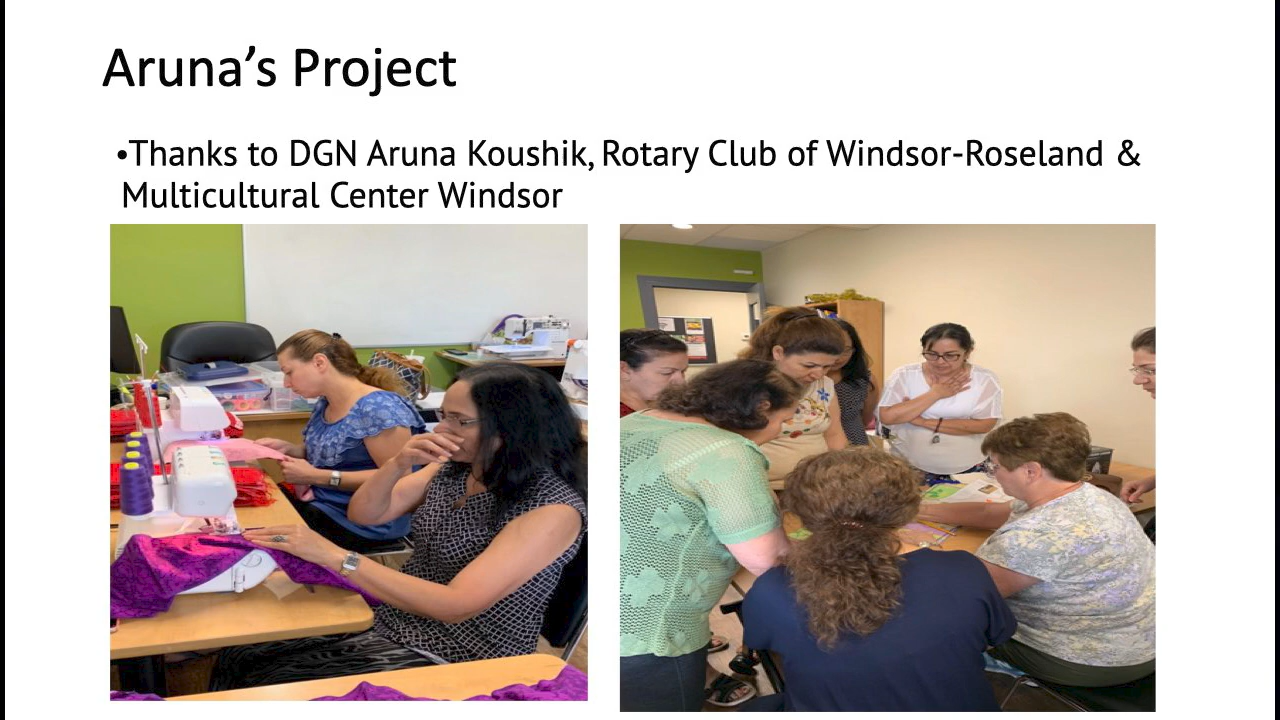 Aruna’s Project
•Thanks to DGN Aruna Koushik, Rotary Club of Windsor-Roseland &
Multicultural Center Windsor